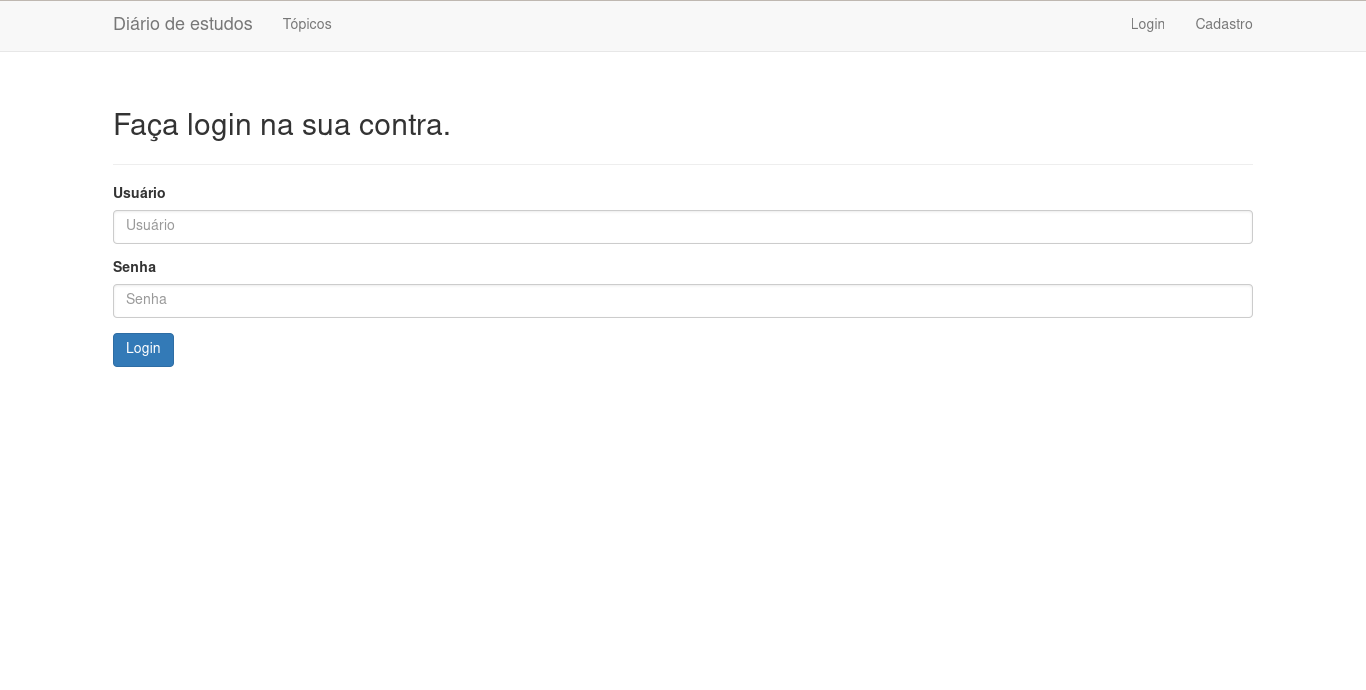 Diário de estudos Tópicos Login Cadastro
Faça login na sua contra.
Usuário
Usuário
Senha
Senha
Login